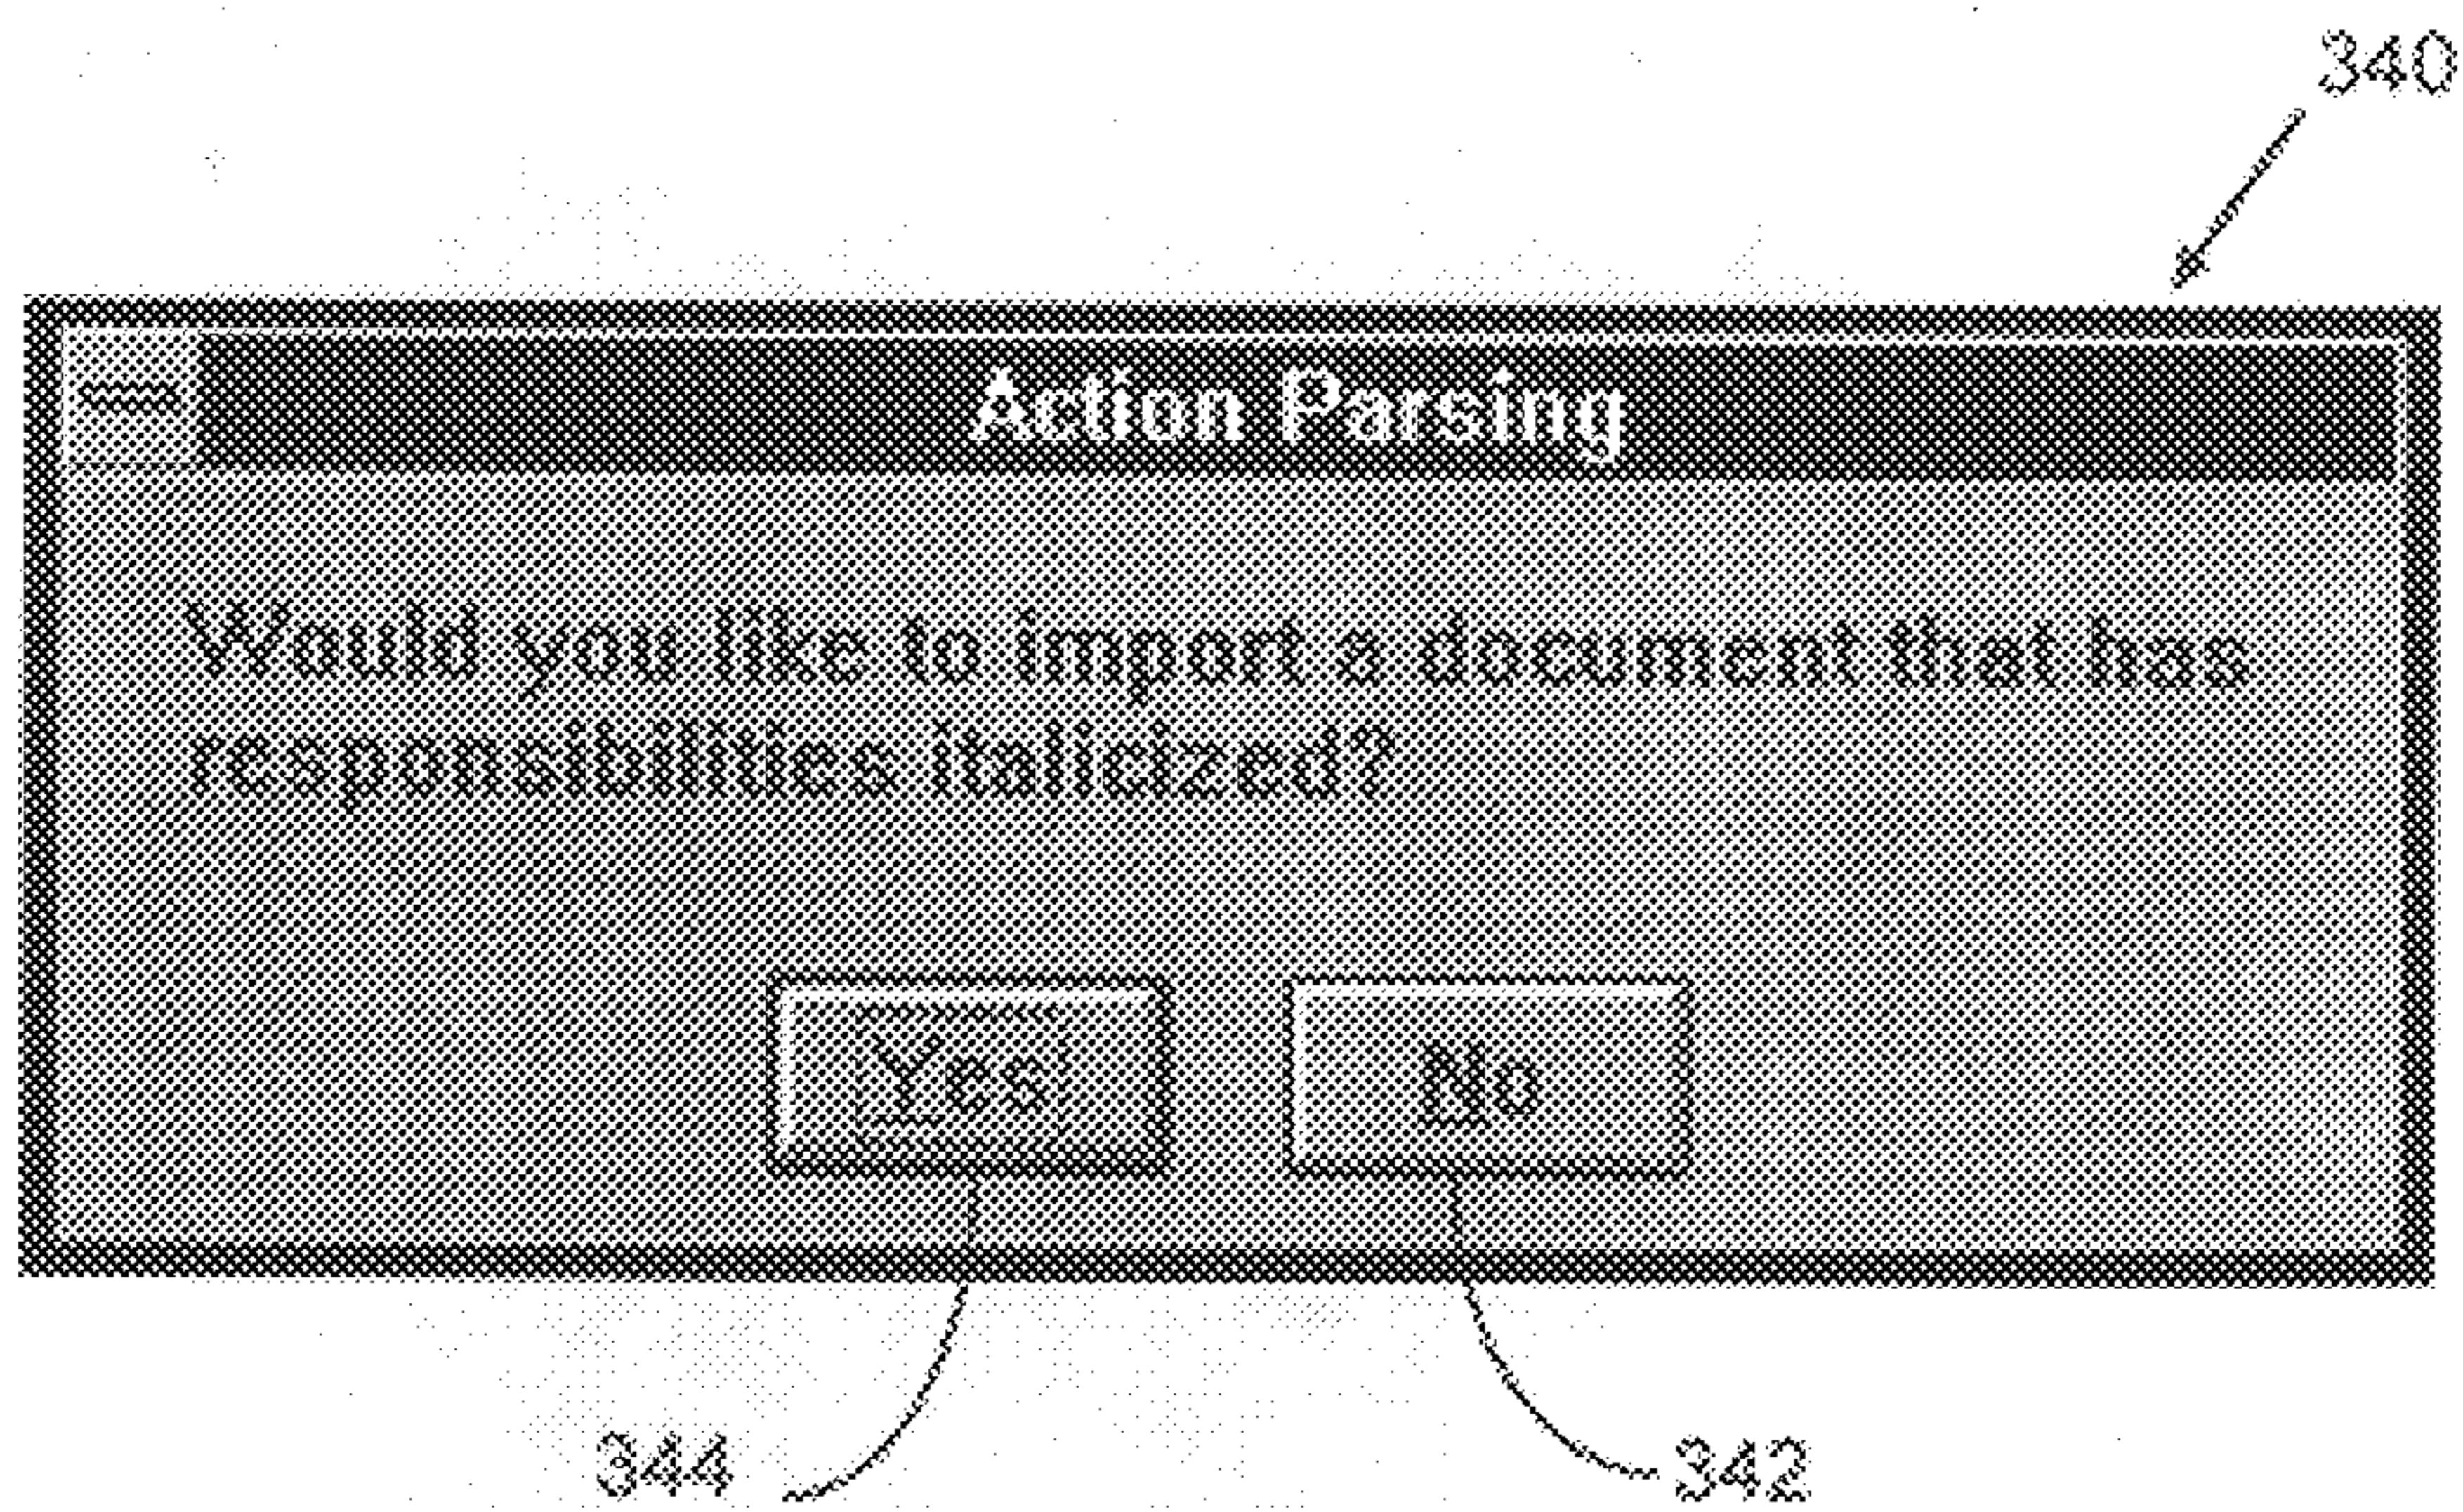 340
Action Parsing
Would you like to import a document that has
responsibilities italicized?
Yes
No
344
342